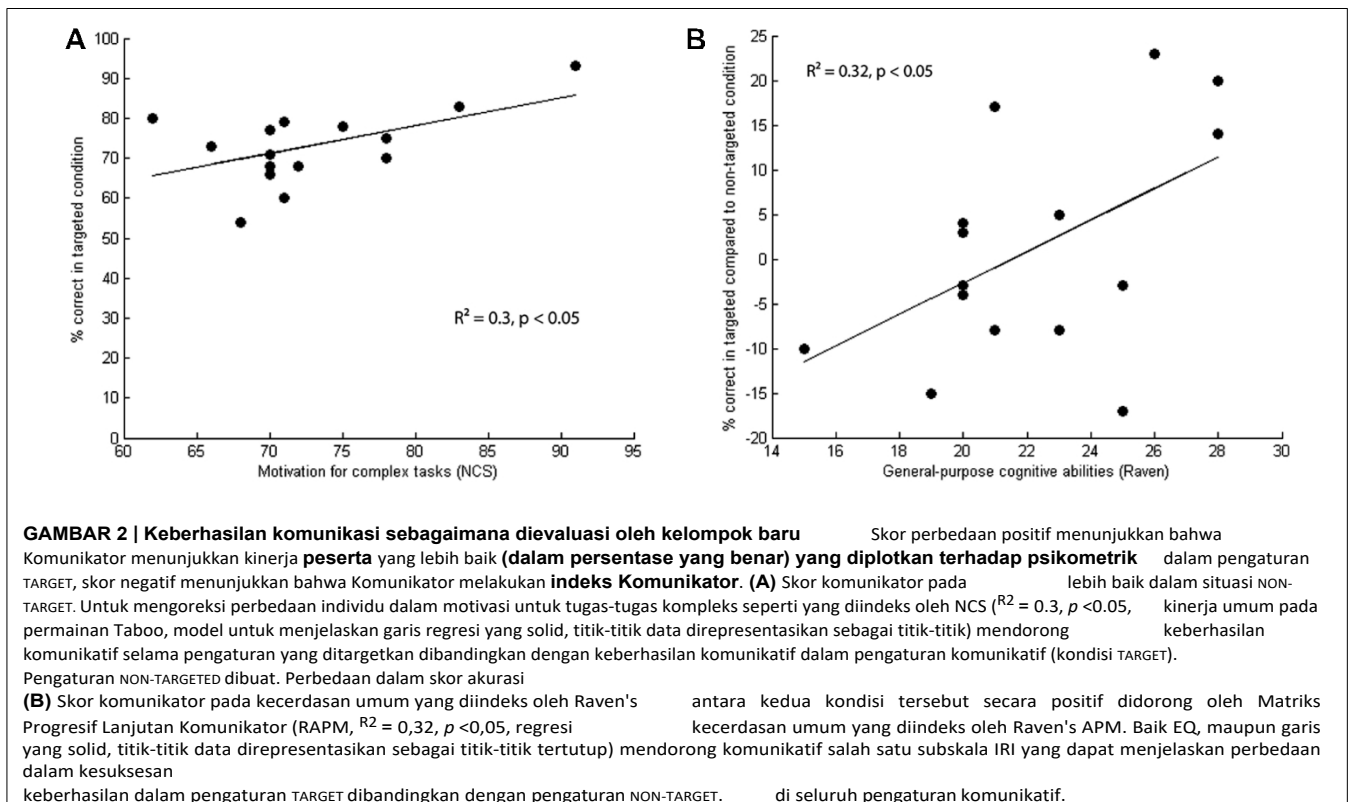 A
100
90
80
70
60
50
40
30
20
10
0
60 65 70 75 80 85 90 95
% correct in targeted condition
Motivation for complex tasks (NCS)
R² = 0.3, p < 0.05
B
25
20
15
10
5
0
-5
-10
-15
-20
14 16 18 20 22 24 26 28 30
% correct in targeted compared to non-targeted condition
General-purpose cognitive abilities (Raven)
R² = 0.32, p < 0.05
GAMBAR 2 | Keberhasilan komunikasi sebagaimana dievaluasi oleh kelompok baru Skor perbedaan positif menunjukkan bahwa
Komunikator menunjukkan kinerja peserta yang lebih baik (dalam persentase yang benar) yang diplotkan terhadap psikometrik dalam pengaturan
TARGET, skor negatif menunjukkan bahwa Komunikator melakukan indeks Komunikator. (A) Skor komunikator pada lebih baik dalam situasi NON-
TARGET. Untuk mengoreksi perbedaan individu dalam motivasi untuk tugas-tugas kompleks seperti yang diindeks oleh NCS (R2 = 0.3, p <0.05, kinerja umum pada
permainan Taboo, model untuk menjelaskan garis regresi yang solid, titik-titik data direpresentasikan sebagai titik-titik) mendorong keberhasilan
komunikatif selama pengaturan yang ditargetkan dibandingkan dengan keberhasilan komunikatif dalam pengaturan komunikatif (kondisi TARGET).
Pengaturan NON-TARGETED dibuat. Perbedaan dalam skor akurasi
(B) Skor komunikator pada kecerdasan umum yang diindeks oleh Raven's antara kedua kondisi tersebut secara positif didorong oleh Matriks
Progresif Lanjutan Komunikator (RAPM, R2 = 0,32, p <0,05, regresi kecerdasan umum yang diindeks oleh Raven's APM. Baik EQ, maupun garis
yang solid, titik-titik data direpresentasikan sebagai titik-titik tertutup) mendorong komunikatif salah satu subskala IRI yang dapat menjelaskan perbedaan
dalam kesuksesan
keberhasilan dalam pengaturan TARGET dibandingkan dengan pengaturan NON-TARGET. di seluruh pengaturan komunikatif.